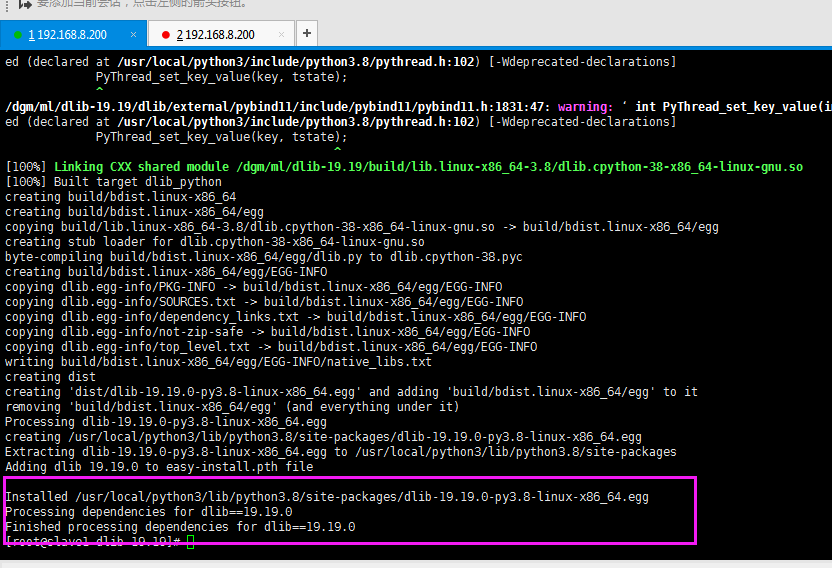 要添加当前会话，点击左侧的箭头按钮。
1 192.168.8.200 × 2 192.168.8.200 × +
ed (declared at /usr/local/python3/include/python3.8/pythread.h:102) [-Wdeprecated-declarations]
PyThread_set_key_value(key, tstate);
^
/dgm/ml/dlib-19.19/dlib/external/pybind11/include/pybind11/pybind11.h:1831:47: warning: ‘ int PyThread_set_key_value(in
ed (declared at /usr/local/python3/include/python3.8/pythread.h:102) [-Wdeprecated-declarations]
PyThread_set_key_value(key, tstate);
^
[100%] Linking CXX shared module /dgm/ml/dlib-19.19/build/lib.linux-x86_64-3.8/dlib.cpython-38-x86_64-linux-gnu.so
[100%] Built target dlib_python
creating build/bdist.linux-x86_64
creating build/bdist.linux-x86_64/egg
copying build/lib.linux-x86_64-3.8/dlib.cpython-38-x86_64-linux-gnu.so -> build/bdist.linux-x86_64/egg
creating stub loader for dlib.cpython-38-x86_64-linux-gnu.so
byte-compiling build/bdist.linux-x86_64/egg/dlib.py to dlib.cpython-38.pyc
creating build/bdist.linux-x86_64/egg/EGG-INFO
copying dlib.egg-info/PKG-INFO -> build/bdist.linux-x86_64/egg/EGG-INFO
copying dlib.egg-info/SOURCES.txt -> build/bdist.linux-x86_64/egg/EGG-INFO
copying dlib.egg-info/dependency_links.txt -> build/bdist.linux-x86_64/egg/EGG-INFO
copying dlib.egg-info/not-zip-safe -> build/bdist.linux-x86_64/egg/EGG-INFO
copying dlib.egg-info/top_level.txt -> build/bdist.linux-x86_64/egg/EGG-INFO
writing build/bdist.linux-x86_64/egg/EGG-INFO/native_libs.txt
creating dist
creating 'dist/dlib-19.19.0-py3.8-linux-x86_64.egg' and adding 'build/bdist.linux-x86_64/egg' to it
removing 'build/bdist.linux-x86_64/egg' (and everything under it)
Processing dlib-19.19.0-py3.8-linux-x86_64.egg
creating /usr/local/python3/lib/python3.8/site-packages/dlib-19.19.0-py3.8-linux-x86_64.egg
Extracting dlib-19.19.0-py3.8-linux-x86_64.egg to /usr/local/python3/lib/python3.8/site-packages
Adding dlib 19.19.0 to easy-install.pth file
Installed /usr/local/python3/lib/python3.8/site-packages/dlib-19.19.0-py3.8-linux-x86_64.egg
Processing dependencies for dlib==19.19.0
Finished processing dependencies for dlib==19.19.0
[root@slave1 dlib-19.19]#